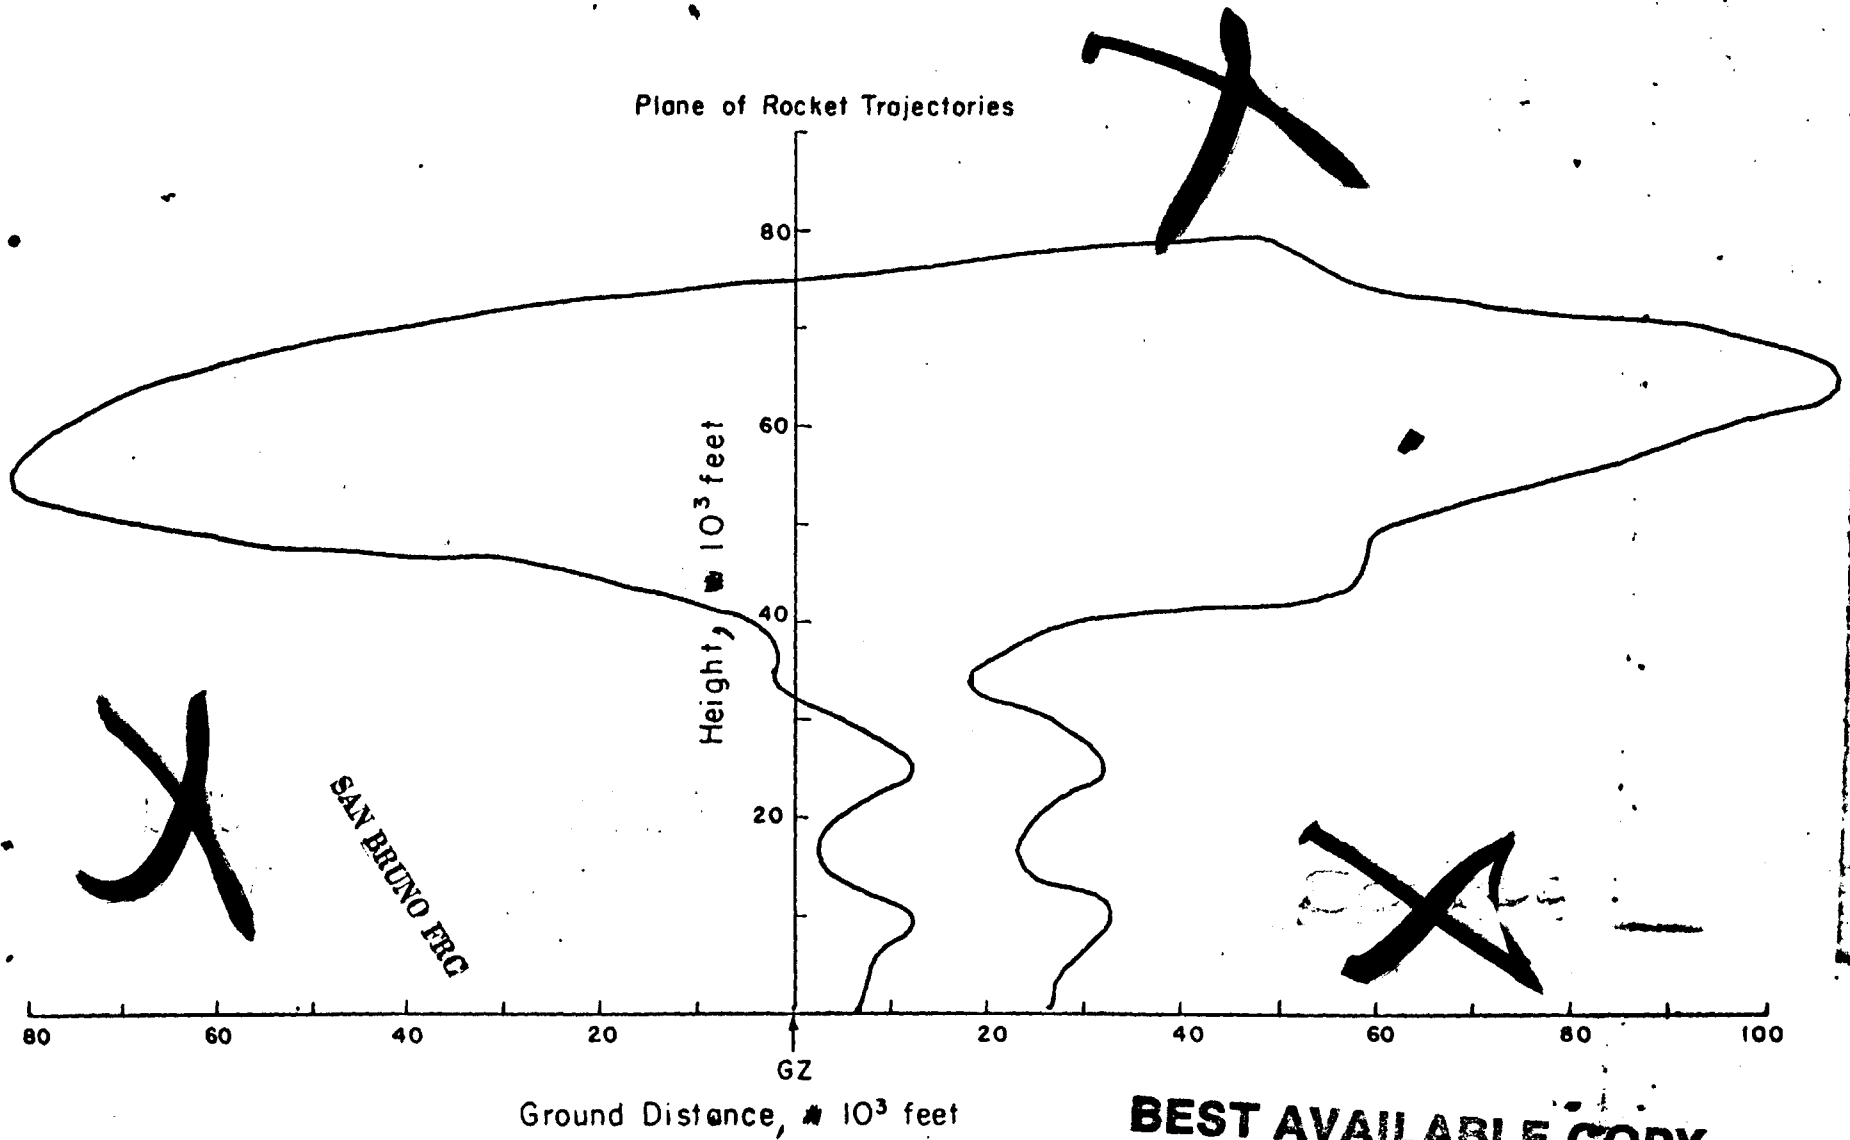 Plane of Rocket Trajectories
80
60
40
20
Height, 10³ feet
SAN BRUNO FRC
80 60 40 20 20 40 60 80 100
GZ
Ground Distance, 10³ feet
BEST AVAILABLE COPY